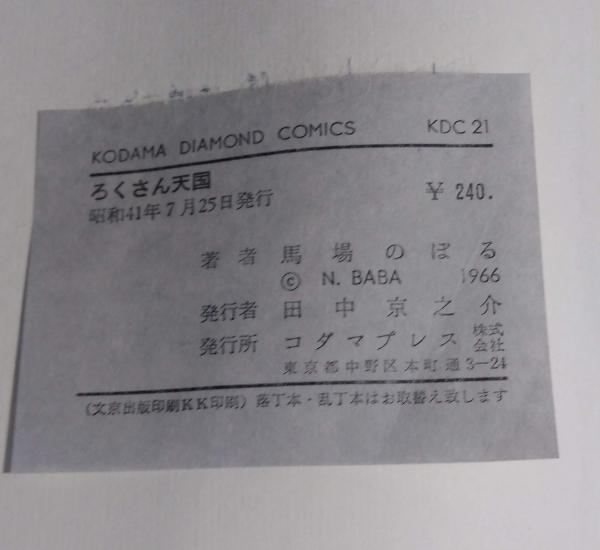 KODAMA DIAMOND COMICS KDC 21
ろくさん天国
昭和41年7月25日発行 ¥ 240.
著者 馬場のぼる
© N. BABA 1966
発行者 田中京之介
発行所 コダマプレス 株式会社
東京都中野区本町通3—24
(文京出版印刷KK印刷) 落丁本・乱丁本はお取替え致します